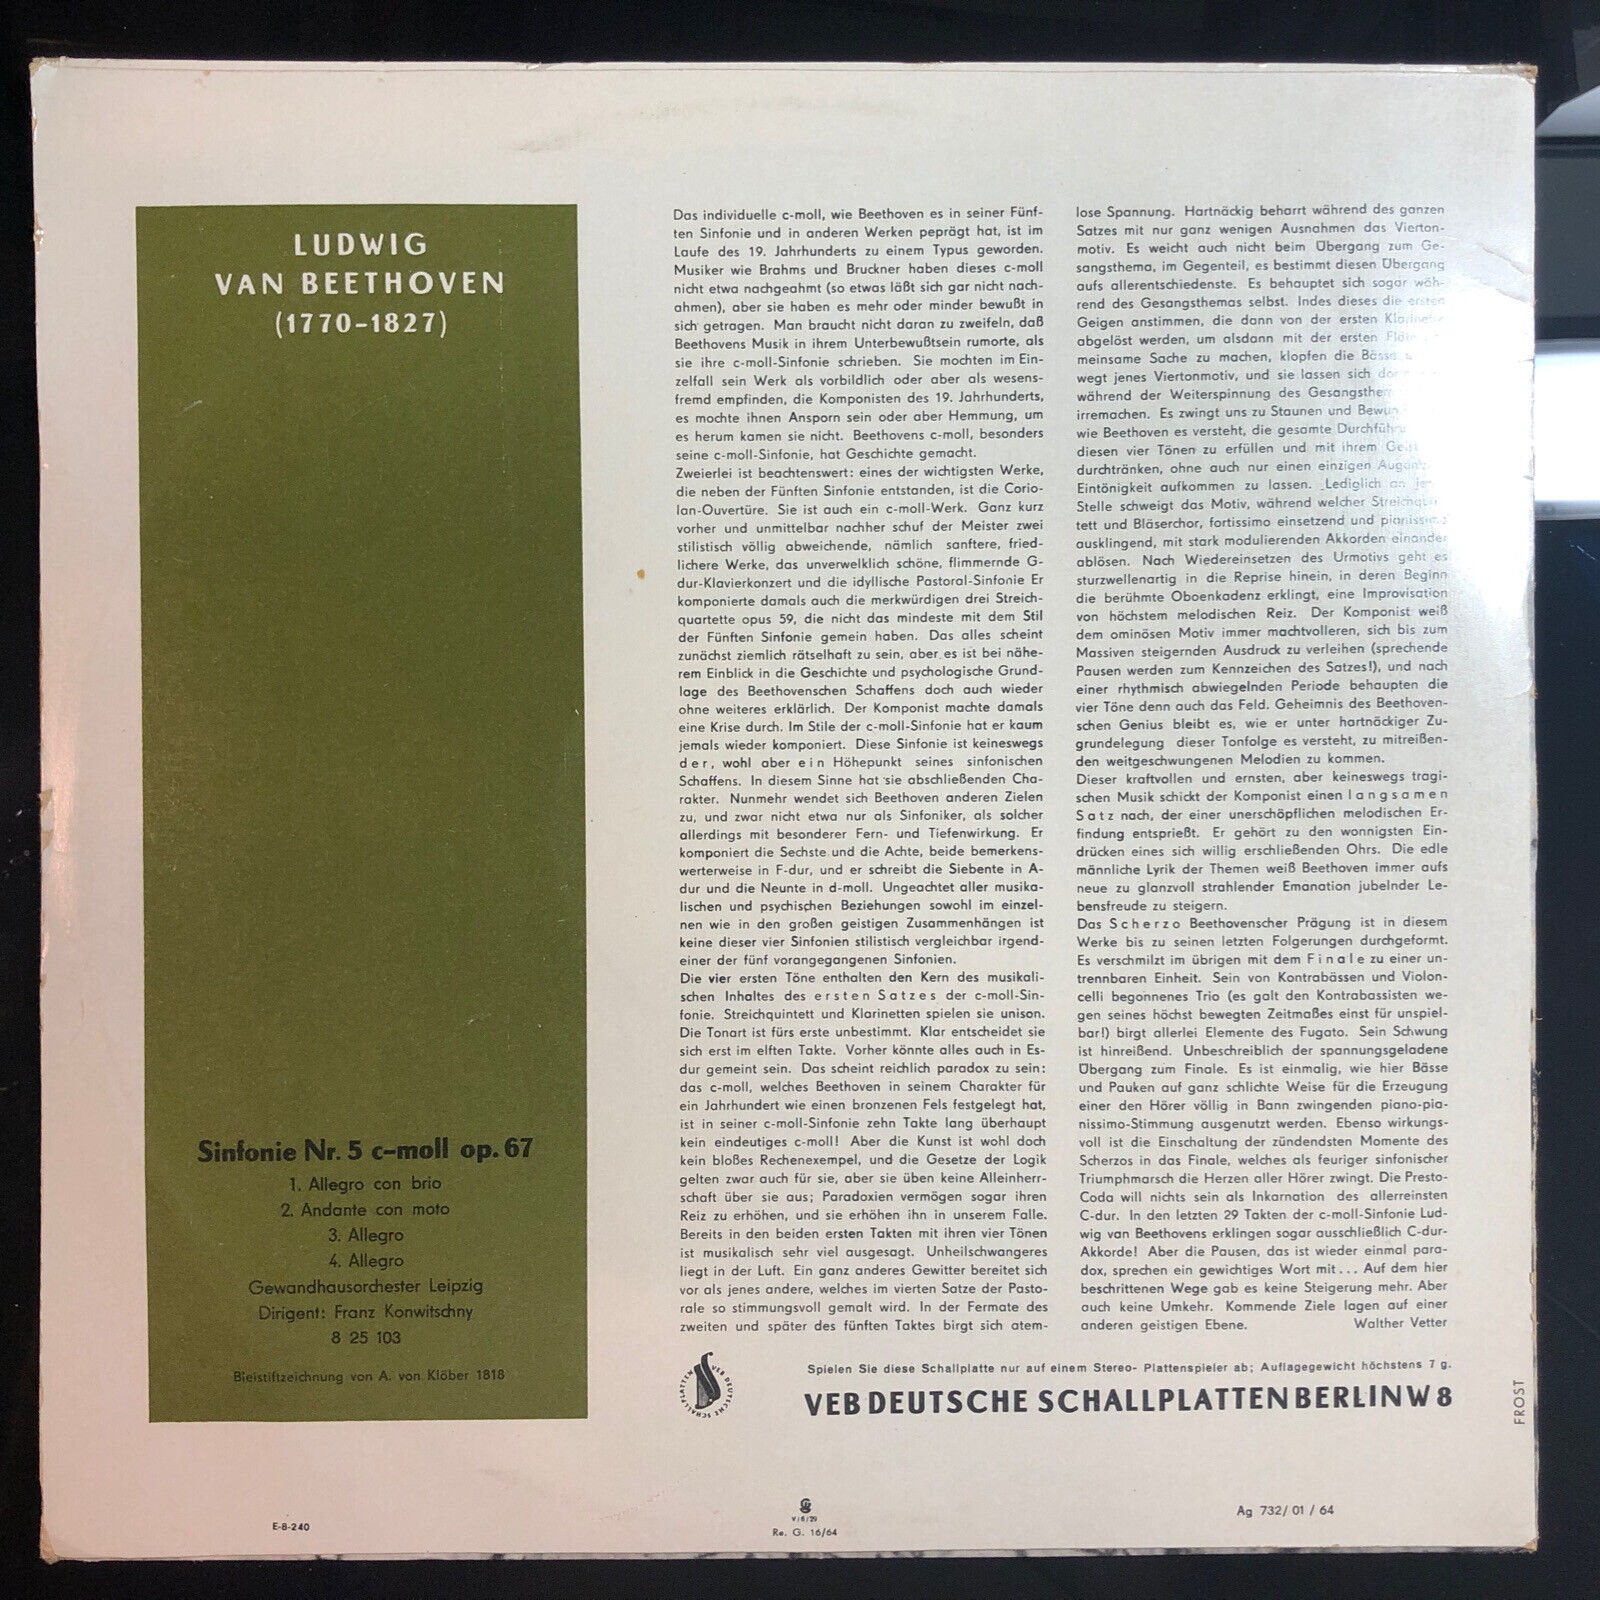 LUDWIG
VAN BEETHOVEN
(1770-1827)
Sinfonie Nr. 5 c-moll op. 67
1. Allegro con brio
2. Andante con moto
3. Allegro
4. Allegro
Gewandhausorchester Leipzig
Dirigent: Franz Konwitschny
8 25 103
Bleistiftzeichnung von A. von Klöber 1818
Das individuelle c-moll, wie Beethoven es in seiner Fünf-
ten Sinfonie und in anderen Werken geprägt hat, ist im
Laufe des 19. Jahrhunderts zu einem Typus geworden.
Musiker wie Brahms und Bruckner haben dieses c-moll
nicht etwa nachgeahmt (so etwas läßt sich gar nicht nach-
ahmen), aber sie haben es mehr oder minder bewußt in
sich getragen. Man braucht nicht daran zu zweifeln, daß
Beethovens Musik in ihrem Unterbewußtsein rumorte, als
sie ihre c-moll-Sinfonie schrieben. Sie mochten im Ein-
zelfall sein Werk als vorbildlich oder aber als wesens-
fremd empfinden, die Komponisten des 19. Jahrhunderts,
es mochte ihnen Ansporn sein oder aber Hemmung, um
es herum kamen sie nicht. Beethovens c-moll, besonders
seine c-moll-Sinfonie, hat Geschichte gemacht.
Zweierlei ist beachtenswert: eines der wichtigsten Werke,
die neben der Fünften Sinfonie entstanden, ist die Corio-
lan-Ouvertüre. Sie ist auch ein c-moll-Werk. Ganz kurz
vorher und unmittelbar nachher schuf der Meister zwei
stilistisch völlig abweichende, nämlich sanftere, fried-
lichere Werke, das unverwelklich schöne, flimmernde G-
dur-Klavierkonzert und die idyllische Pastoral-Sinfonie Er
komponierte damals auch die merkwürdigen drei Streich-
quartette opus 59, die nicht das mindeste mit dem Stil
der Fünften Sinfonie gemein haben. Das alles scheint
zunächst ziemlich rätselhaft zu sein, aber es ist bei nähe-
rem Einblick in die Geschichte und psychologische Grund-
lage des Beethovenschen Schaffens doch auch wieder
ohne weiteres erklärlich. Der Komponist machte damals
eine Krise durch. Im Stile der c-moll-Sinfonie hat er kaum
jemals wieder komponiert. Diese Sinfonie ist keineswegs
der, wohl aber ein Höhepunkt seines sinfonischen
Schaffens. In diesem Sinne hat sie abschließenden Cha-
rakter. Nunmehr wendet sich Beethoven anderen Zielen
zu, und zwar nicht etwa nur als Sinfoniker, als solcher
allerdings mit besonderer Fern- und Tiefenwirkung. Er
komponiert die Sechste und die Achte, beide bemerkens-
werterweise in F-dur, und er schreibt die Siebente in A-
dur und die Neunte in d-moll. Ungeachtet aller musika-
lischen und psychischen Beziehungen sowohl im einzel-
nen wie in den großen geistigen Zusammenhängen ist
keine dieser vier Sinfonien stilistisch vergleichbar irgend-
einer der fünf vorangegangenen Sinfonien.
Die vier ersten Töne enthalten den Kern des musikali-
schen Inhaltes des ersten Satzes der c-moll-Sin-
fonie. Streichquintett und Klarinetten spielen sie unison.
Die Tonart ist fürs erste unbestimmt. Klar entscheidet sie
sich erst im elften Takte. Vorher könnte alles auch in Es-
dur gemeint sein. Das scheint reichlich paradox zu sein:
das c-moll, welches Beethoven in seinem Charakter für
ein Jahrhundert wie einen bronzenen Fels festgelegt hat,
ist in seiner c-moll-Sinfonie zehn Takte lang überhaupt
kein eindeutiges c-moll! Aber die Kunst ist wohl doch
kein bloßes Rechenexempel, und die Gesetze der Logik
gelten zwar auch für sie, aber sie üben keine Alleinherr-
schaft über sie aus; Paradoxien vermögen sogar ihren
Reiz zu erhöhen, und sie erhöhen ihn in unserem Falle.
Bereits in den beiden ersten Takten mit ihren vier Tönen
ist musikalisch sehr viel ausgesagt. Unheilschwangeres
liegt in der Luft. Ein ganz anderes Gewitter bereitet sich
vor als jenes andere, welches im vierten Satze der Pasto-
rale so stimmungsvoll gemalt wird. In der Fermate des
zweiten und später des fünften Taktes birgt sich atem-
lose Spannung. Hartnäckig beharrt während des ganzen
Satzes mit nur ganz wenigen Ausnahmen das Vierton-
motiv. Es weicht auch nicht beim Übergang zum Ge-
sangsthema, im Gegenteil, es bestimmt diesen Übergang
aufs allerentschiedenste. Es behauptet sich sogar wäh-
rend des Gesangsthemas selbst. Indes dieses die ersten
Geigen anstimmen, die dann von der ersten Klarinette
abgelöst werden, um alsdann mit der ersten
meinsame Sache zu machen, klopfen die Bässe
wegt jenes Viertonmotiv, und sie lassen sich
während der Weiterspinnung des
irremachen. Es zwingt uns zu Staunen und
wie Beethoven es versteht, die gesamte
diesen vier Tönen zu erfüllen und mit ihrem
durchtränken, ohne auch nur einen einzigen
Eintönigkeit aufkommen zu lassen. Lediglich an
Stelle schweigt das Motiv, während welcher
tett und Bläserchor, fortissimo einsetzend und pianissimo
ausklingend, mit stark modulierenden Akkorden einander
ablösen. Nach Wiedereinsetzen des Urmotivs geht es
sturzwellenartig in die Reprise hinein, in deren Beginn
die berühmte Oboenkadenz erklingt, eine Improvisation
von höchstem melodischen Reiz. Der Komponist weiß
dem ominösen Motiv immer machtvolleren, sich bis zum
Massiven steigernden Ausdruck zu verleihen (sprechende
Pausen werden zum Kennzeichen des Satzes!), und nach
einer rhythmisch abwiegelnden Periode behaupten die
vier Töne denn auch das Feld. Geheimnis des Beethoven-
schen Genius bleibt es, wie er unter hartnäckiger Zu-
grundelegung dieser Tonfolge es versteht, zu mitreißen-
den weitgeschwungenen Melodien zu kommen.
Dieser kraftvollen und ernsten, aber keineswegs tragi-
schen Musik schickt der Komponist einen langsamen
Satz nach, der einer unerschöpflichen melodischen Er-
findung entsprießt. Er gehört zu den wonnigsten Ein-
drücken eines sich willig erschließenden Ohrs. Die edle
männliche Lyrik der Themen weiß Beethoven immer aufs
neue zu glanzvoll strahlender Emanation jubelnder Le-
bensfreude zu steigern.
Das Scherzo Beethovenscher Prägung ist in diesem
Werke bis zu seinen letzten Folgerungen durchgeformt.
Es verschmilzt im übrigen mit dem Finale zu einer un-
trennbaren Einheit. Sein von Kontrabässen und Violon-
celli begonnenes Trio (es galt den Kontrabassisten we-
gen seines höchst bewegten Zeitmaßes einst für unspiel-
bar!) birgt allerlei Elemente des Fugato. Sein Schwung
ist hinreißend. Unbeschreiblich der spannungsgeladene
Übergang zum Finale. Es ist einmalig, wie hier Bässe
und Pauken auf ganz schlichte Weise für die Erzeugung
einer den Hörer völlig in Bann zwingenden piano-pia-
nissimo-Stimmung ausgenutzt werden. Ebenso wirkungs-
voll ist die Einschaltung der zündendsten Momente des
Scherzos in das Finale, welches als feuriger sinfonischer
Triumphmarsch die Herzen aller Hörer zwingt. Die Presto-
Coda will nichts sein als Inkarnation des allerreinsten
C-dur. In den letzten 29 Takten der c-moll-Sinfonie Lud-
wig van Beethovens erklingen sogar ausschließlich C-dur-
Akkorde! Aber die Pausen, das ist wieder einmal para-
dox, sprechen ein gewichtiges Wort mit... Auf dem hier
beschrittenen Wege gab es keine Steigerung mehr. Aber
auch keine Umkehr. Kommende Ziele lagen auf einer
anderen geistigen Ebene. Walther Vetter
VEB DEUTSCHE SCHALLPLATTEN
Spielen Sie diese Schallplatte nur auf einem Stereo- Plattenspieler ab; Auflagegewicht höchstens 7 g.
VEB DEUTSCHE SCHALLPLATTEN BERLIN W 8
FROST
E-8-240
V/8/29
Re. G. 16/64
Ag 732/ 01 / 64